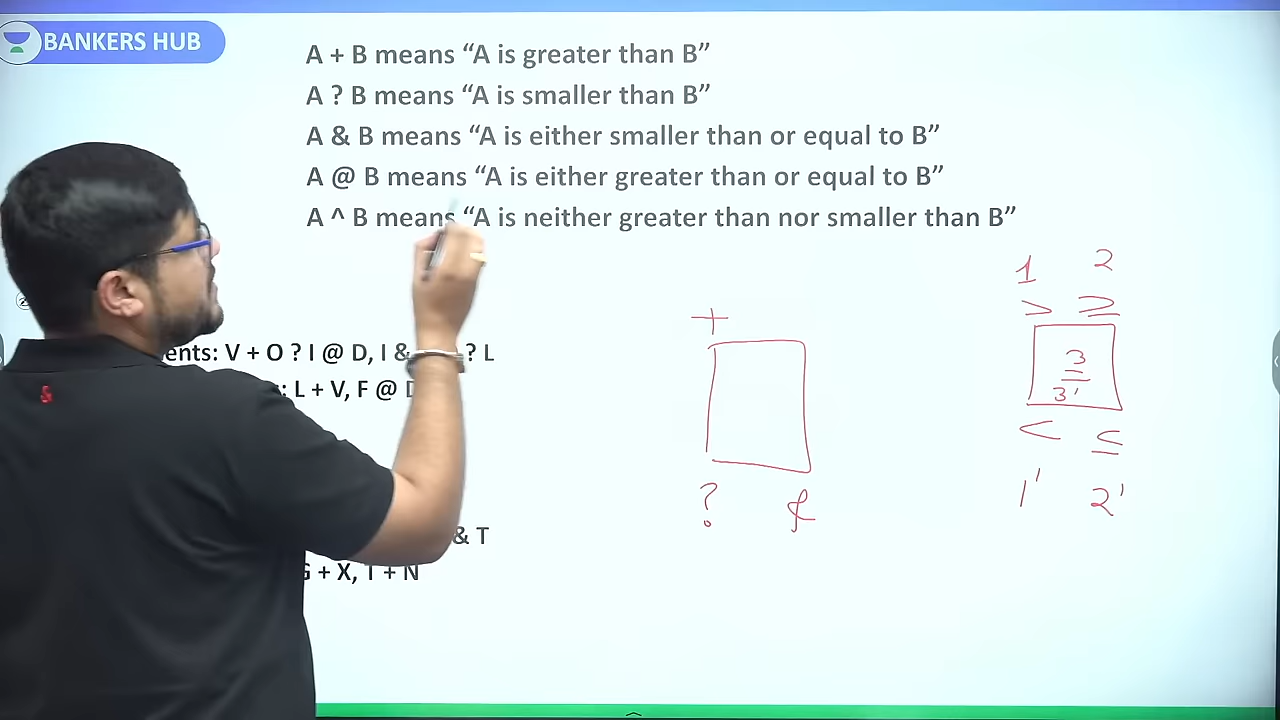 BANKERS HUB
A + B means “A is greater than B”
A ? B means “A is smaller than B”
A & B means “A is either smaller than or equal to B”
A @ B means “A is either greater than or equal to B”
A ^ B means “A is neither greater than nor smaller than B”
1 2
> ≥
+
3
=
3'
< ≤
? &
1' 2'
ents: V + O ? I @ D, I & ? L
: L + V, F @ D
& T
G + X, T + N